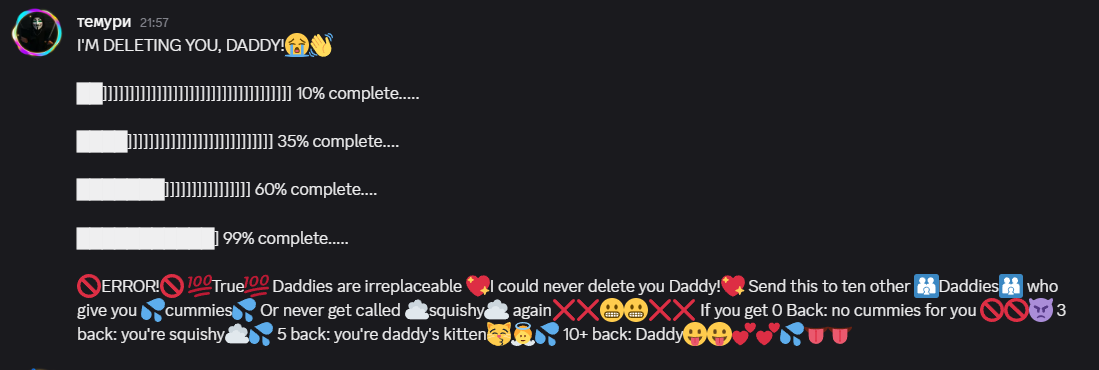 темури 21:57
I'M DELETING YOU, DADDY!😭👋
██]]]]]]]]]]]]]]]]]]]]]]]]]]]]]]]]]]] 10% complete.....
████]]]]]]]]]]]]]]]]]]]]]]]]]]] 35% complete....
███████]]]]]]]]]]]]]]]] 60% complete....
███████████] 99% complete.....
🚫ERROR!🚫 💯True💯 Daddies are irreplaceable 💖I could never delete you Daddy!💖 Send this to ten other 👪Daddies👪 who
give you 💦cummies💦 Or never get called ☁️squishy☁️ again❌❌😬😬❌❌ If you get 0 Back: no cummies for you 🚫🚫👿 3
back: you're squishy☁️💦 5 back: you're daddy's kitten😽👼💦 10+ back: Daddy😛😛💕💕💦👅👅